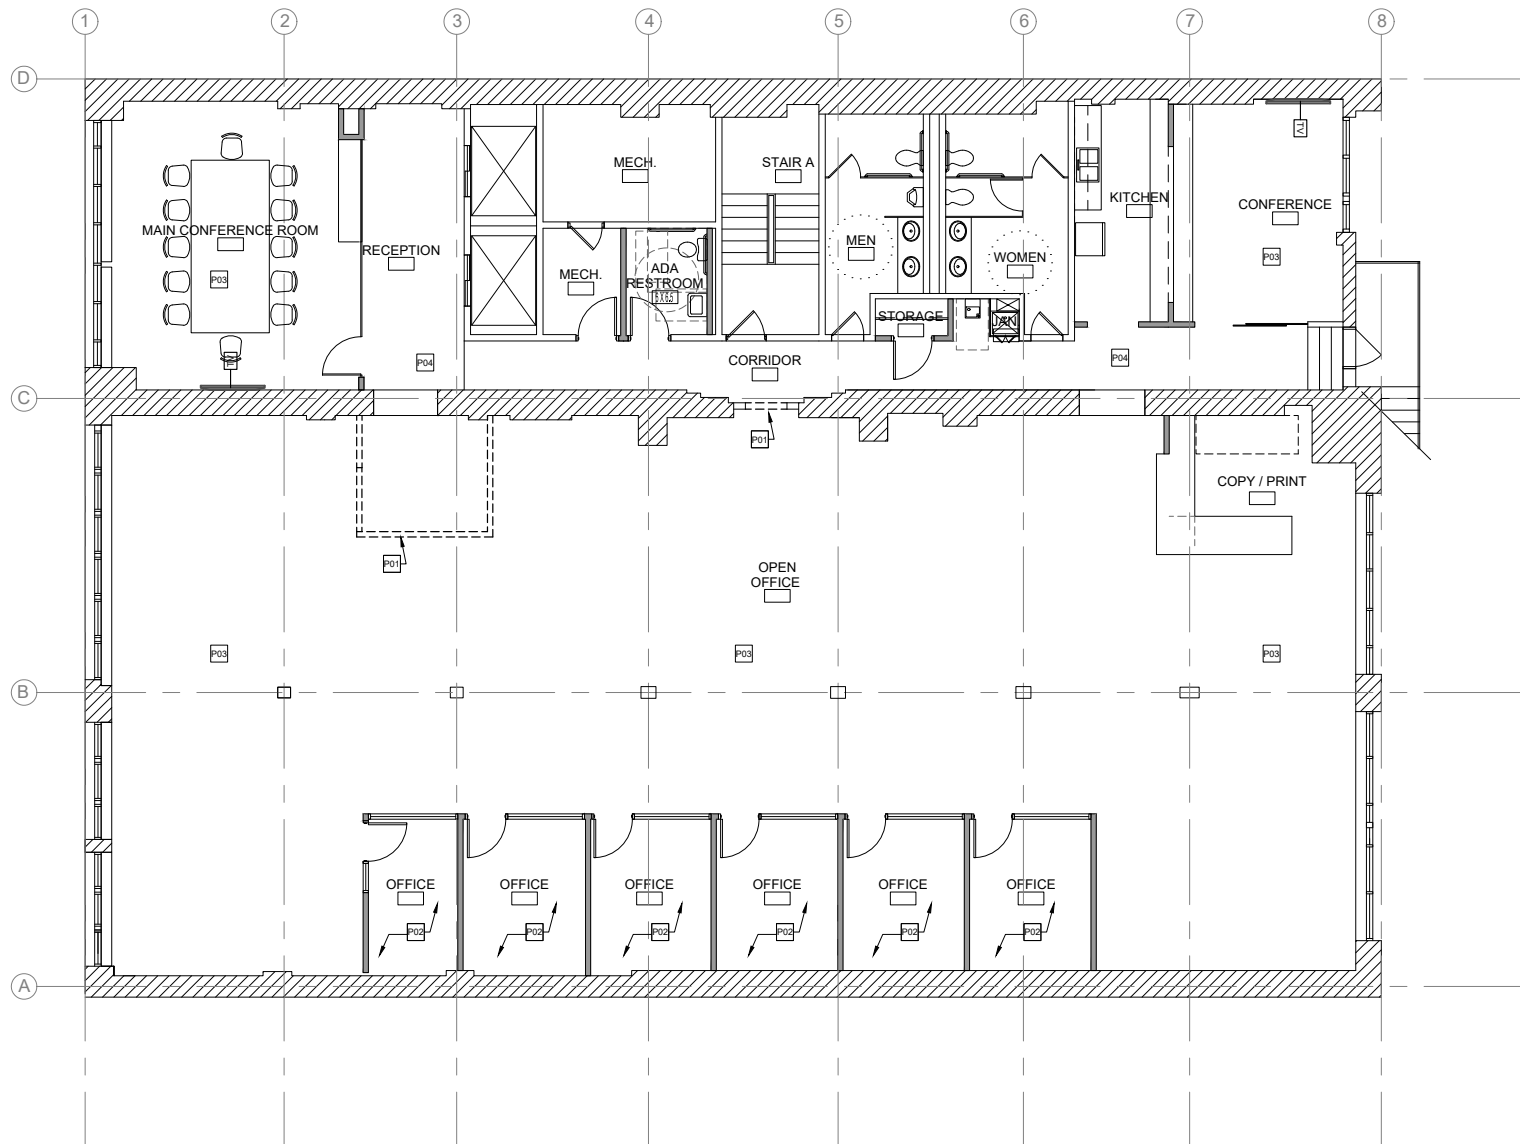 1 2 3 4 5 6 7 8
D
TV
MECH.
STAIR A
KITCHEN
CONFERENCE
MAIN CONFERENCE ROOM
MEN
RECEPTION
WOMEN
P03
MECH.
ADA
RESTROOM
P03
STORAGE
JAN
CORRIDOR
P04
P04
C
P01
COPY / PRINT
P01
OPEN
OFFICE
P03
P03
P03
B
OFFICE
OFFICE
OFFICE
OFFICE
OFFICE
OFFICE
P02
P02
P02
P02
P02
P02
A